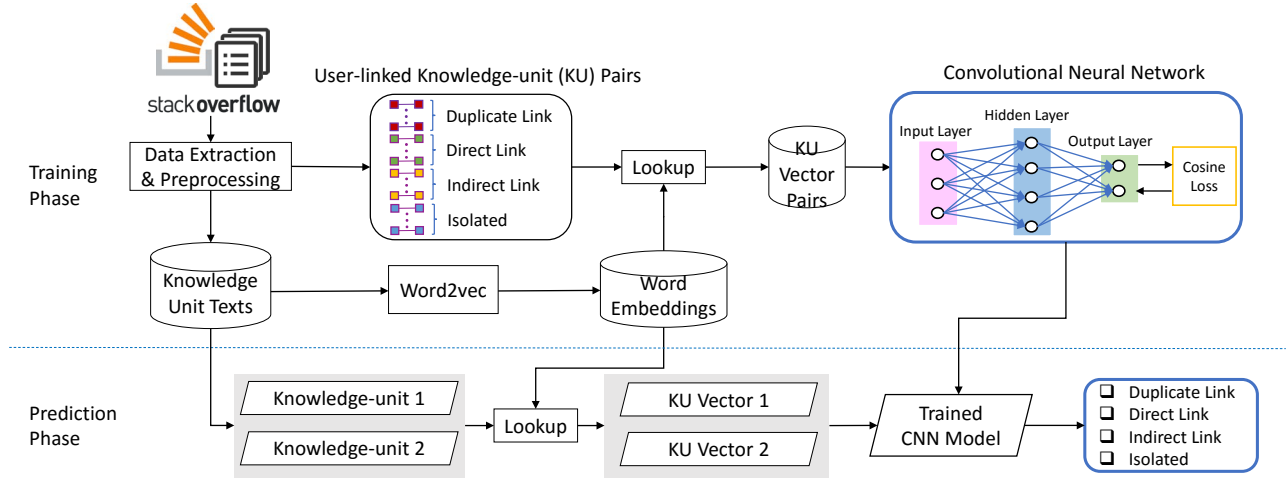 stackoverflow
User-linked Knowledge-unit (KU) Pairs
Convolutional Neural Network
Training
Phase
Data Extraction
& Preprocessing
Duplicate Link
Direct Link
Indirect Link
Isolated
Lookup
KU
Vector
Pairs
Input Layer
Hidden Layer
Output Layer
Cosine
Loss
Knowledge
Unit Texts
Word2vec
Word
Embeddings
Prediction
Phase
Knowledge-unit 1
Knowledge-unit 2
Lookup
KU Vector 1
KU Vector 2
Trained
CNN Model
Duplicate Link
Direct Link
Indirect Link
Isolated